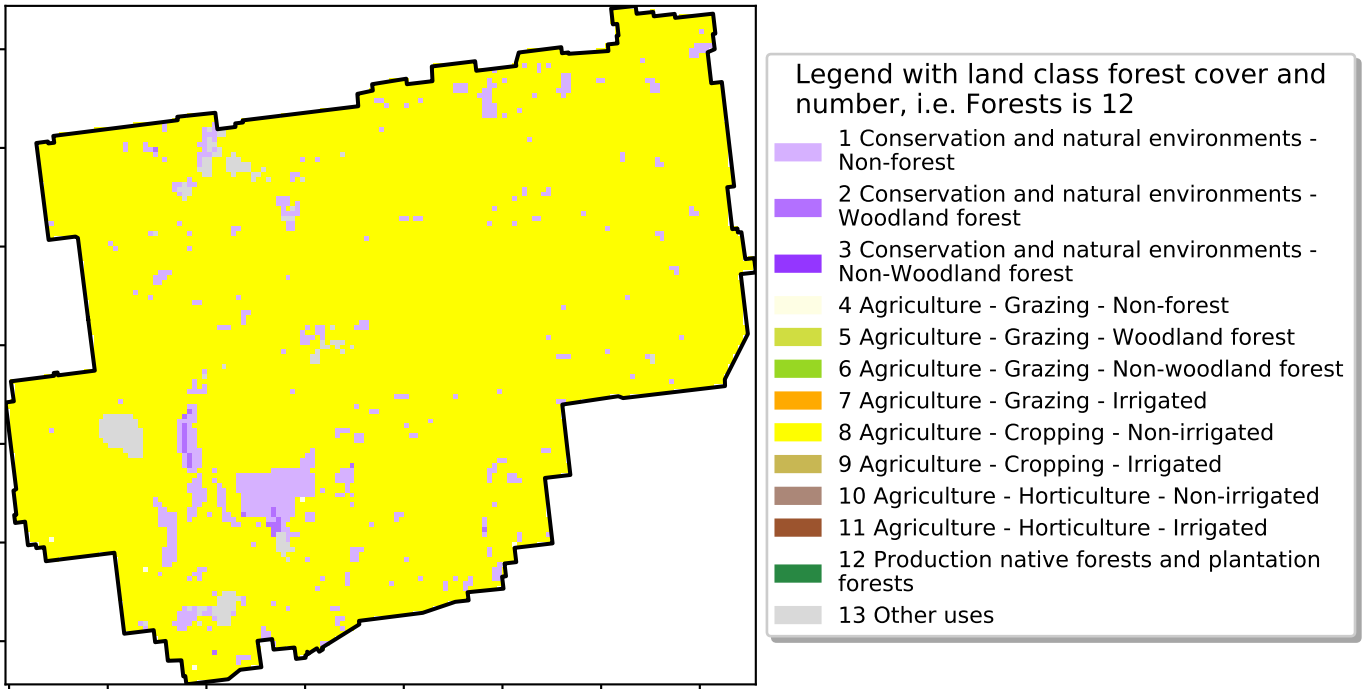 Legend with land class forest cover and
number, i.e. Forests is 12
1 Conservation and natural environments -
Non-forest
2 Conservation and natural environments -
Woodland forest
3 Conservation and natural environments -
Non-Woodland forest
4 Agriculture - Grazing - Non-forest
5 Agriculture - Grazing - Woodland forest
6 Agriculture - Grazing - Non-woodland forest
7 Agriculture - Grazing - Irrigated
8 Agriculture - Cropping - Non-irrigated
9 Agriculture - Cropping - Irrigated
10 Agriculture - Horticulture - Non-irrigated
11 Agriculture - Horticulture - Irrigated
12 Production native forests and plantation
forests
13 Other uses